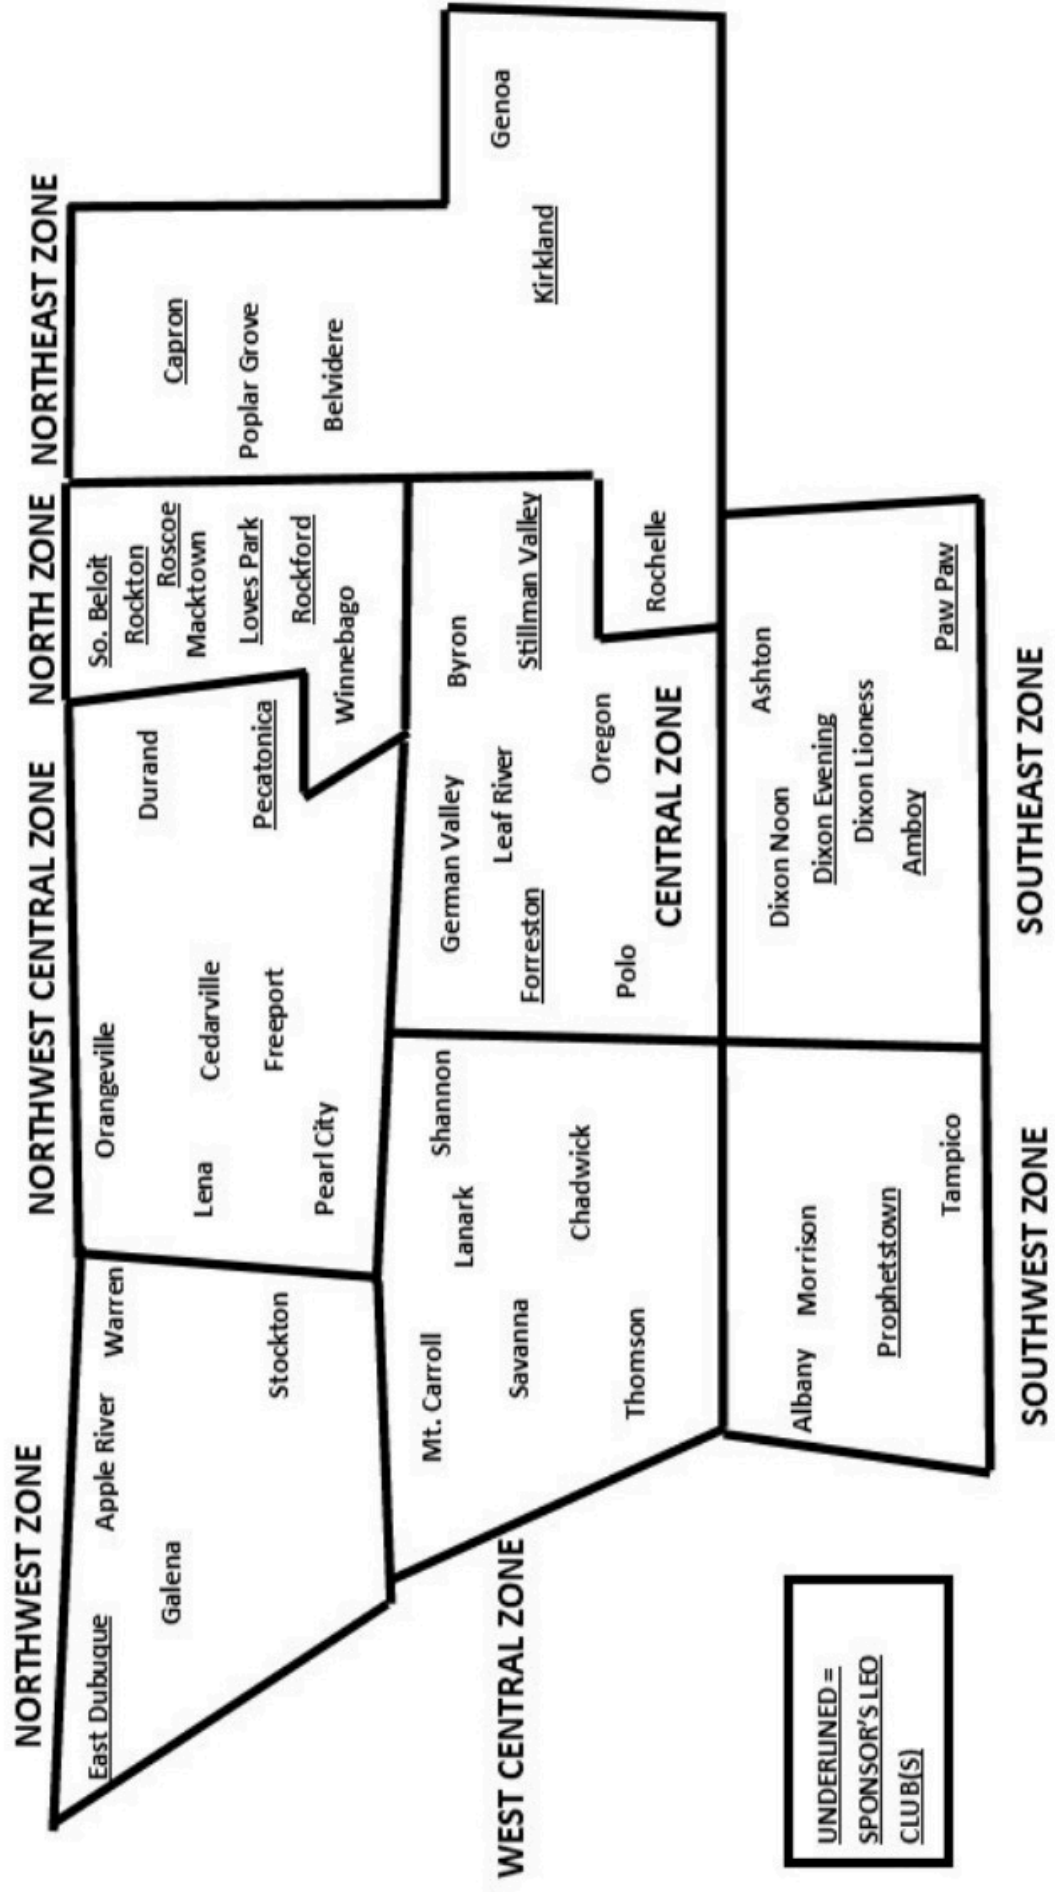 NORTHWEST ZONE
NORTHWEST CENTRAL ZONE
NORTH ZONE
NORTHEAST ZONE
East Dubuque
Apple River
Warren
Galena
Stockton
Orangeville
Durand
Lena
Cedarville
Freeport
Pecatonica
Pearl City
So. Beloit
Rockton
Roscoe
Macktown
Loves Park
Rockford
Winnebago
Capron
Poplar Grove
Belvidere
Genoa
Kirkland
Rochelle
WEST CENTRAL ZONE
Mt. Carroll
Lanark
Shannon
Savanna
Chadwick
Thomson
German Valley
Byron
Leaf River
Forreston
Stillman Valley
Oregon
Polo
CENTRAL ZONE
Albany
Morrison
Prophetstown
Tampico
Dixon Noon
Ashton
Dixon Evening
Dixon Lioness
Amboy
Paw Paw
UNDERLINED =
SPONSOR'S LEO
CLUB(S)
SOUTHWEST ZONE
SOUTHEAST ZONE